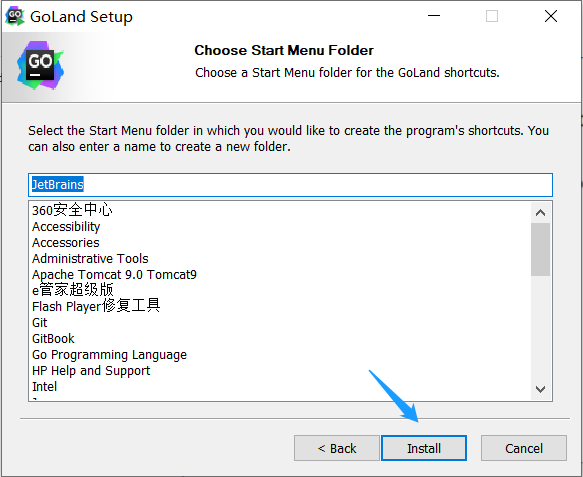 GoLand Setup
GO
Choose Start Menu Folder
Choose a Start Menu folder for the GoLand shortcuts.
Select the Start Menu folder in which you would like to create the program's shortcuts. You
can also enter a name to create a new folder.
JetBrains
360安全中心
Accessibility
Accessories
Administrative Tools
Apache Tomcat 9.0 Tomcat9
e管家超级版
Flash Player修复工具
Git
GitBook
Go Programming Language
HP Help and Support
Intel
< Back
Install
Cancel